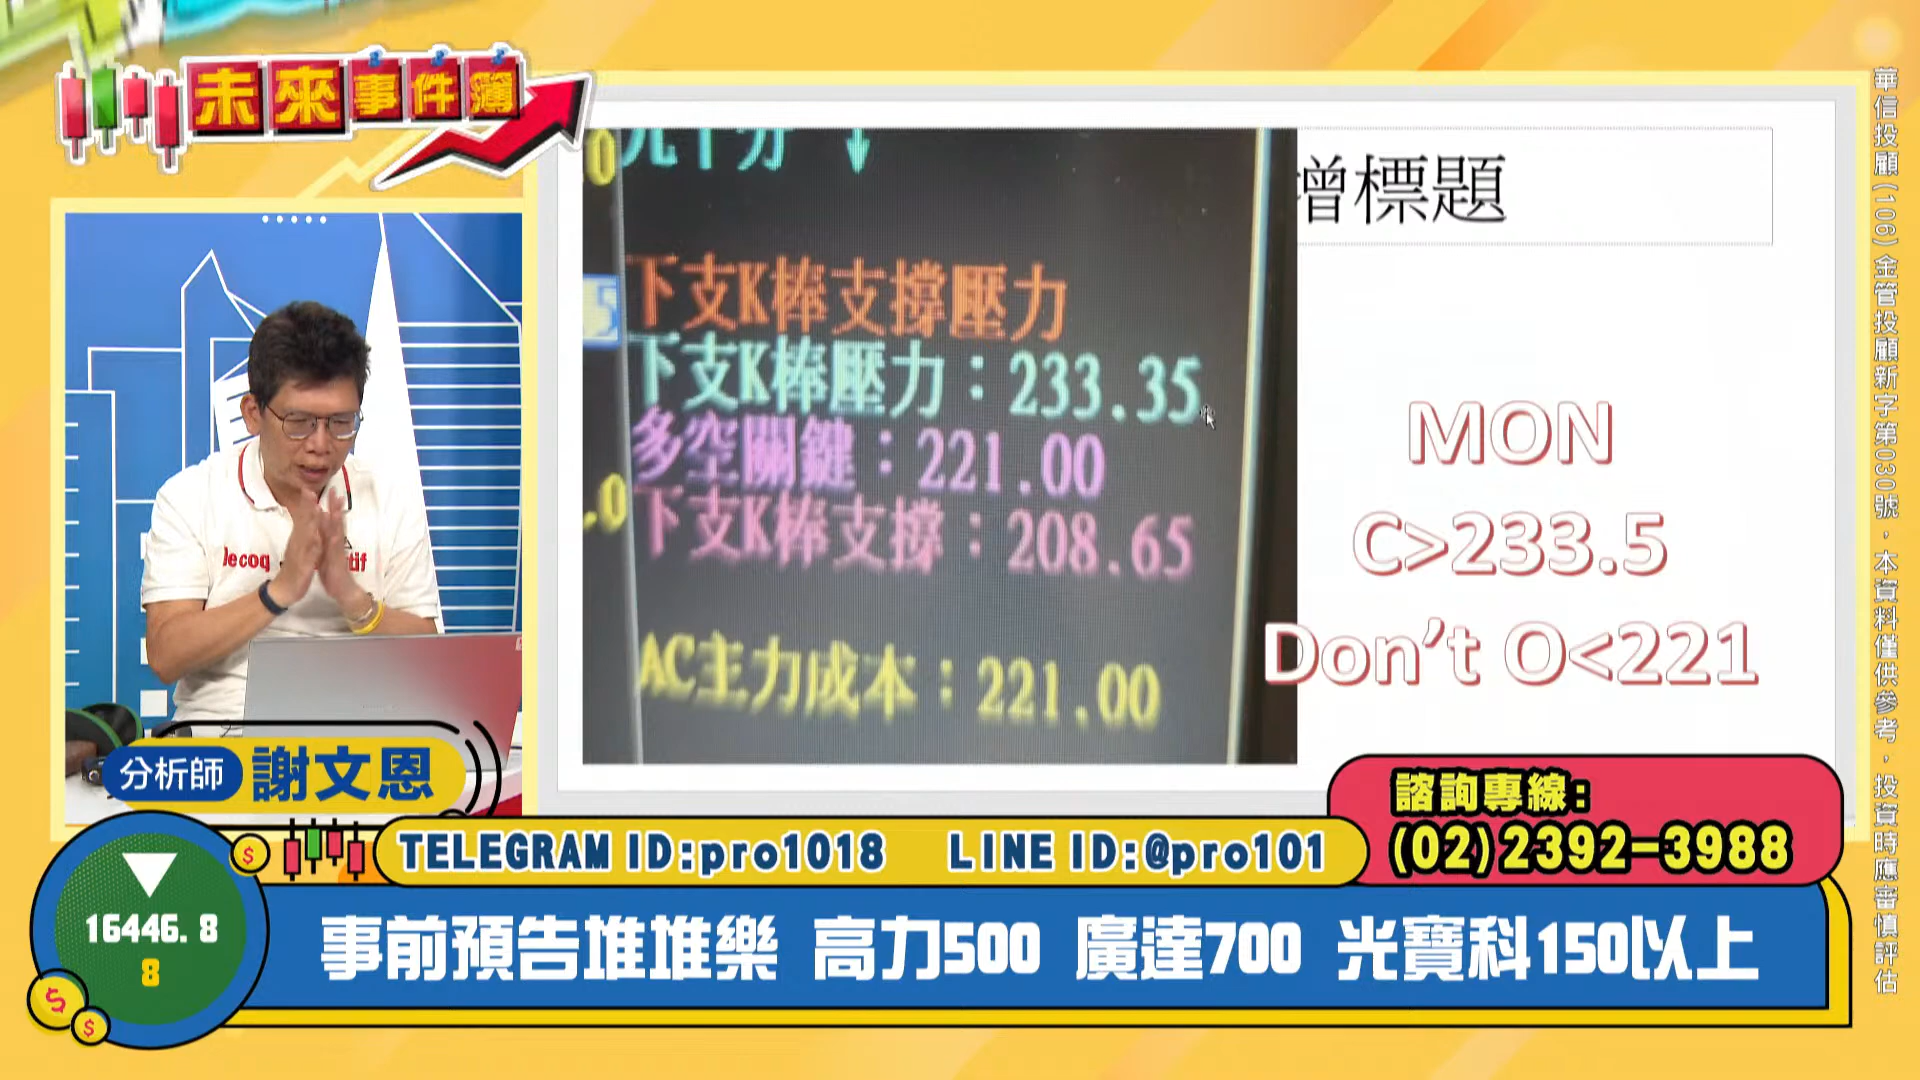 未來事件簿
增標題
下支K棒支撐壓力
下支K棒壓力：233.35
多空關鍵：221.00
下支K棒支撐：208.65
AC主力成本：221.00
MON
C>233.5
Don't O<221
lecoq
tif
分析師 謝文恩
諮詢專線:
(02)2392-3988
TELEGRAM ID:pro1018 LINE ID:@pro101
16446.8
8
事前預告堆堆樂 高力500 廣達700 光寶科150以上
華信投顧(106)金管投顧新字第030號，本資料僅供參考，投資時應審慎評估